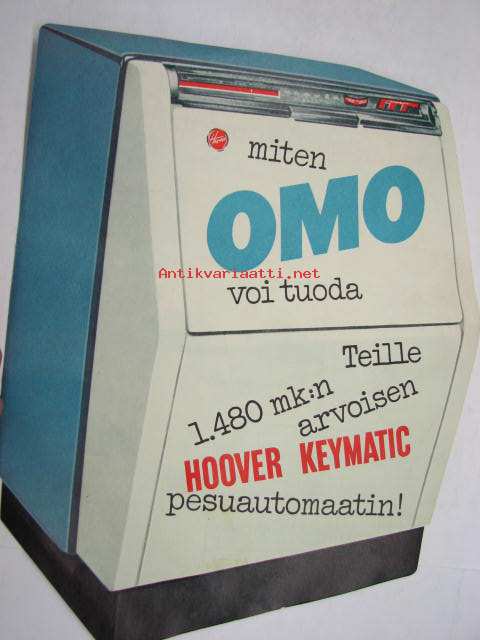 miten
OMO
Antikvariaatti.net
voi tuoda
Teille
1.480 mk:n
arvoisen
HOOVER KEYMATIC
pesuautomaatin!